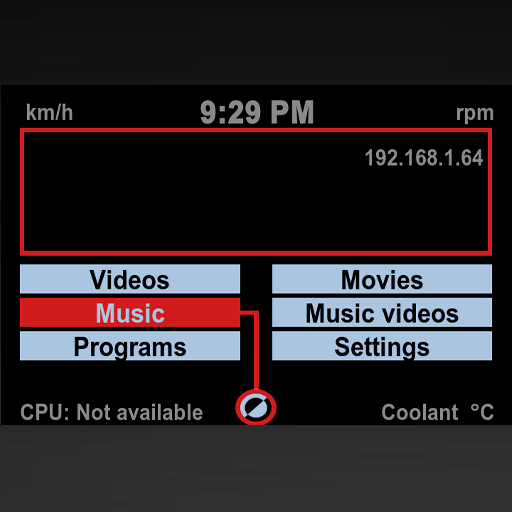 km/h 9:29 PM rpm
192.168.1.64
Videos Movies
Music Music videos
Programs Settings
CPU: Not available Coolant °C